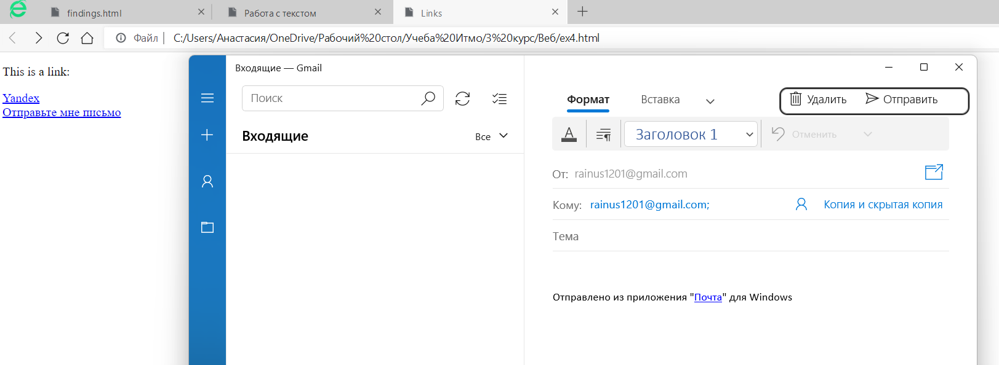 findings.html
Работа с текстом
Links
Файл
C:/Users/Анастасия/OneDrive/Рабочий%20стол/Учеба%20Итмо/3%20курс/Веб/ex4.html
This is a link:
Yandex
Отправьте мне письмо
Входящие — Gmail
Поиск
Входящие
Все
Формат
Вставка
Удалить
Отправить
Заголовок 1
Отменить
От: rainus1201@gmail.com
Кому: rainus1201@gmail.com;
Копия и скрытая копия
Тема
Отправлено из приложения "Почта" для Windows